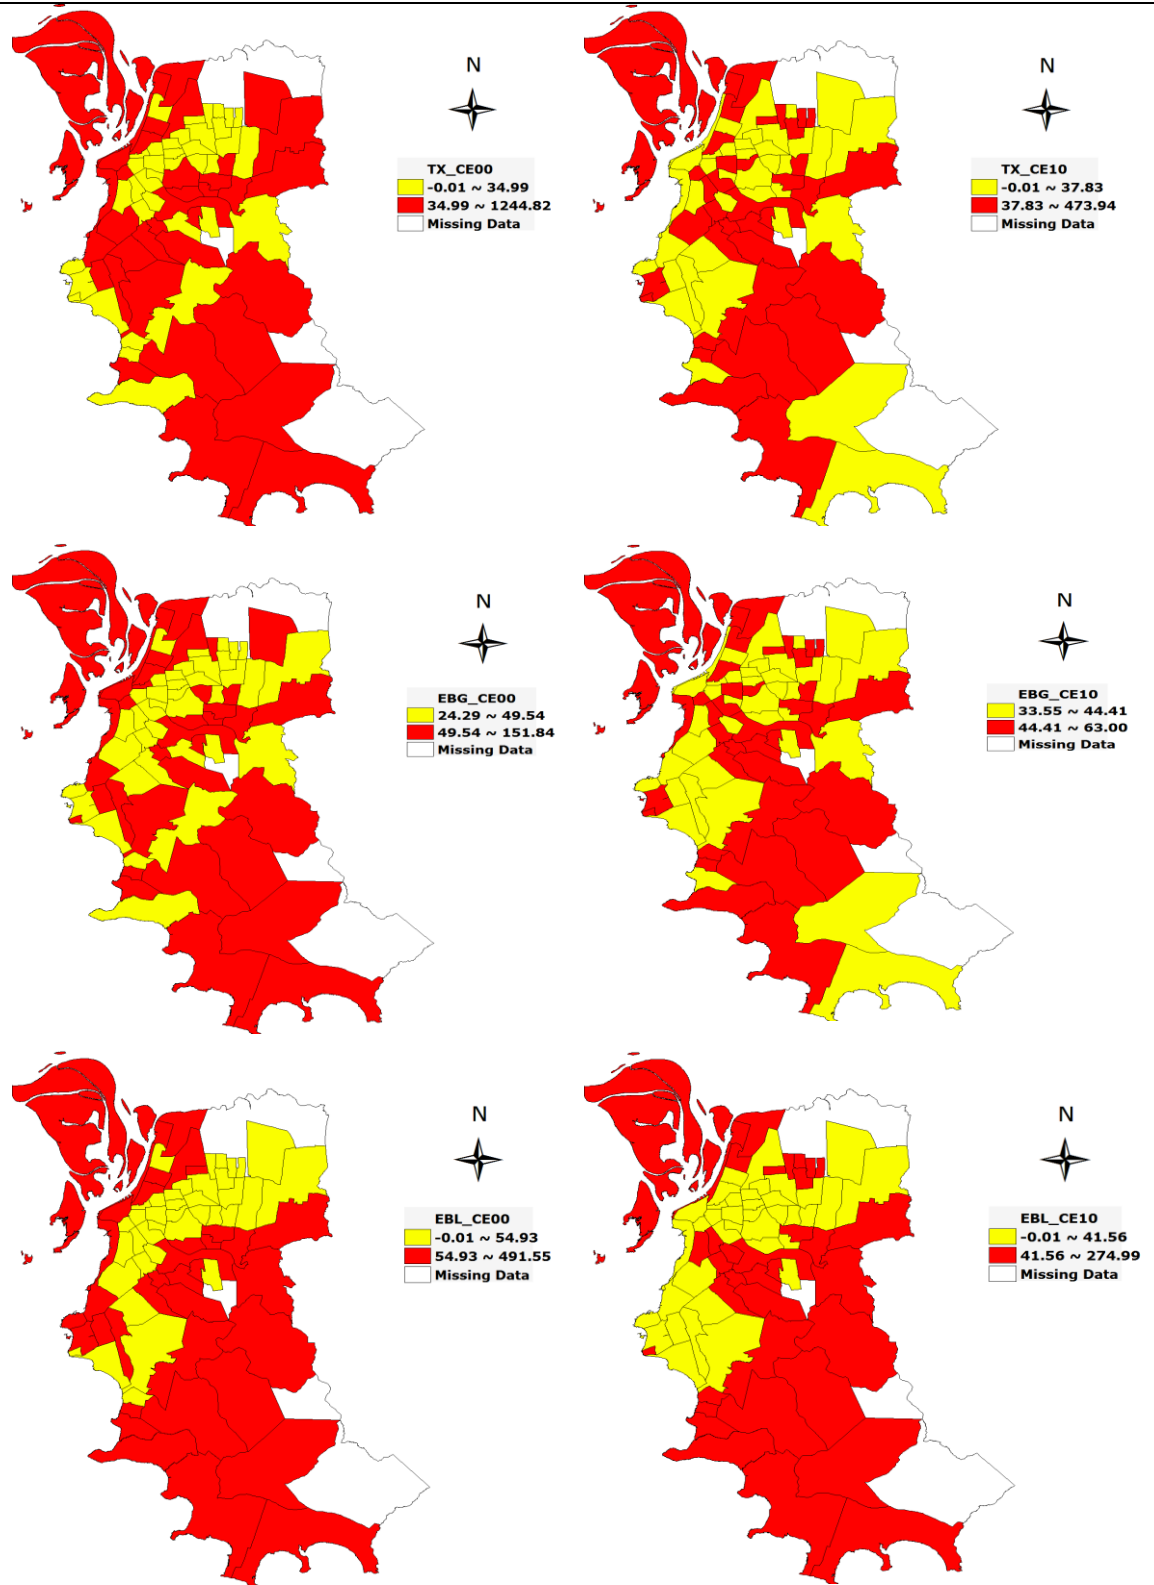 N
TX_CE00
-0.01 ~ 34.99
34.99 ~ 1244.82
Missing Data
N
TX_CE10
-0.01 ~ 37.83
37.83 ~ 473.94
Missing Data
N
EBG_CE00
24.29 ~ 49.54
49.54 ~ 151.84
Missing Data
N
EBG_CE10
33.55 ~ 44.41
44.41 ~ 63.00
Missing Data
N
EBL_CE00
-0.01 ~ 54.93
54.93 ~ 491.55
Missing Data
N
EBL_CE10
-0.01 ~ 41.56
41.56 ~ 274.99
Missing Data